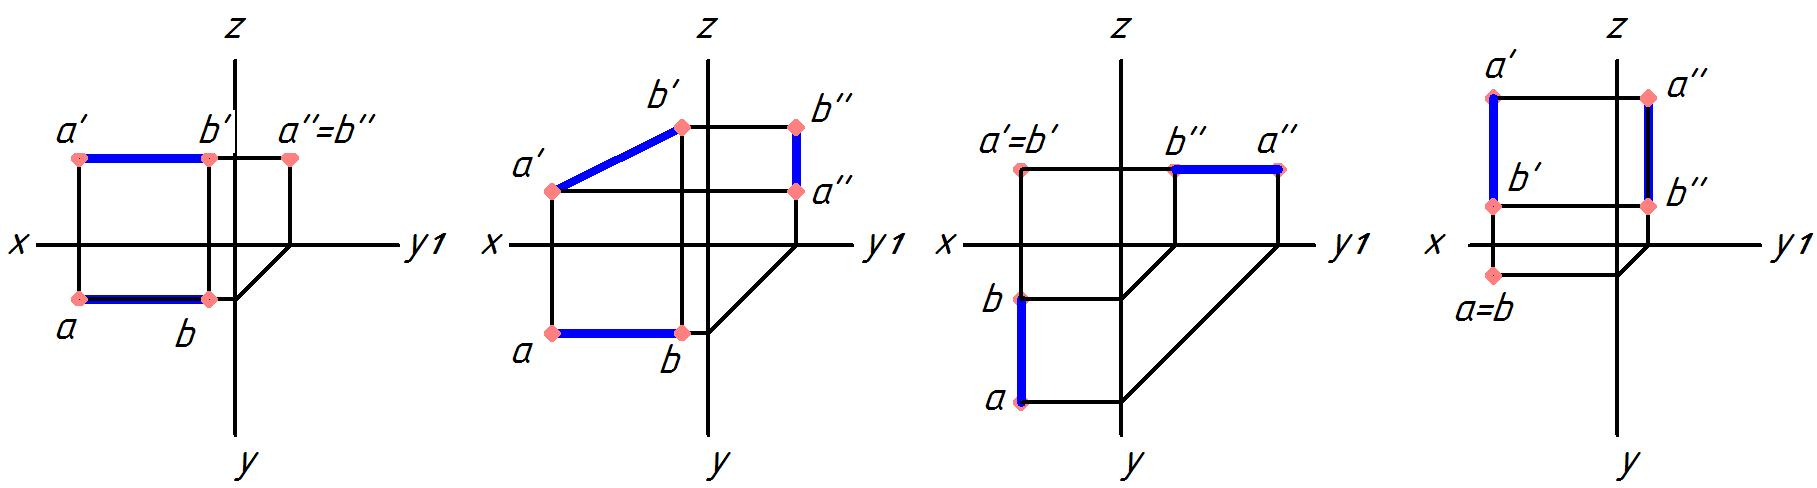 z
a' b' a''=b''
x y1
a b
y
z
b' b''
a' a''
x y1
a b
y
z
a'=b' b'' a''
x y1
b
a
y
z
a' a''
b' b''
x y1
a=b
y